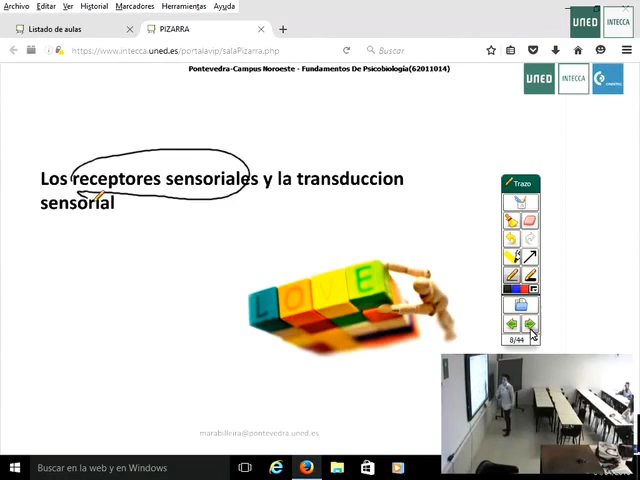 Archivo Editar Ver Historial Marcadores Herramientas Ayuda
Listado de aulas
PIZARRA
https://www.intecca.uned.es/portalavip/salaPizarra.php
Buscar
UNED
INTECCA
Pontevedra-Campus Noroeste - Fundamentos De Psicobiología(62011014)
UNED
INTECCA
Los receptores sensoriales y la transduccion
sensorial
Trazo
LOVE
8/44
marabilleira@pontevedra.uned.es
Buscar en la web y en Windows